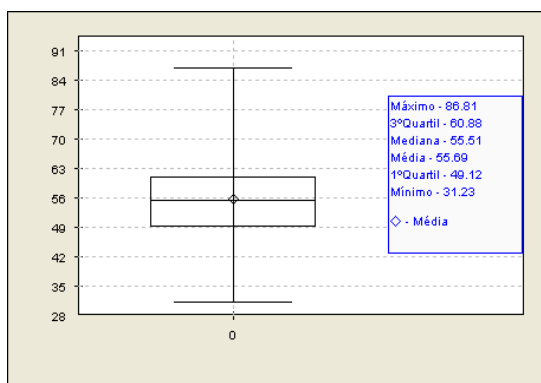 91
84
77
70
63
56
49
42
35
28
0
Máximo - 86.81
3ºQuartil - 60.88
Mediana - 55.51
Média - 55.69
1ºQuartil - 49.12
Mínimo - 31.23
◇ - Média